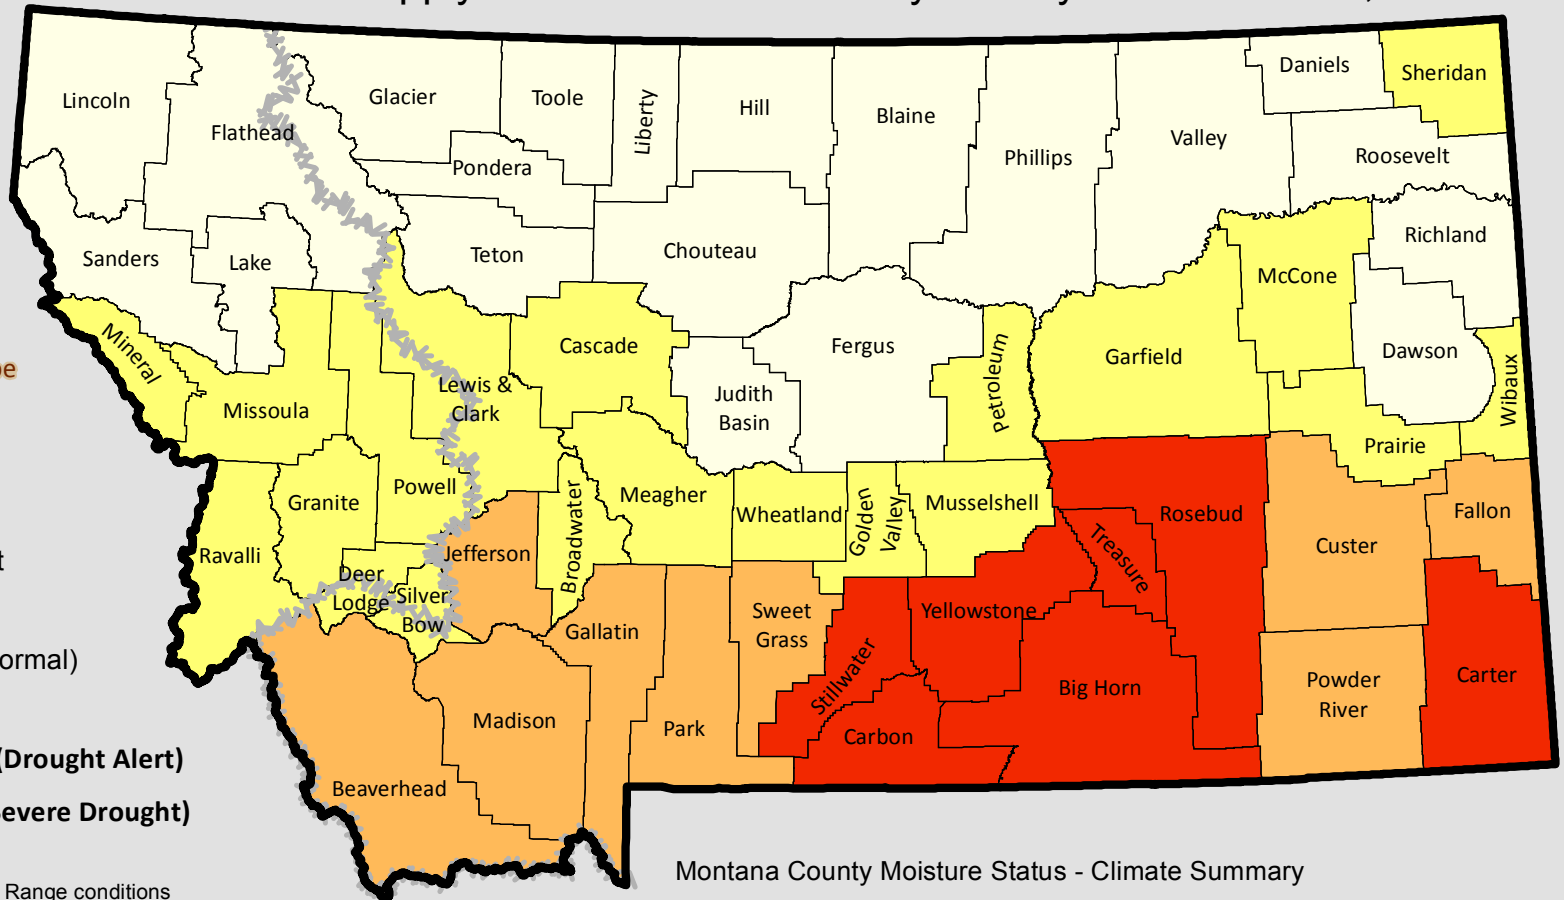 Daniels
Sheridan
Lincoln
Glacier
Toole
Liberty
Hill
Blaine
Flathead
Phillips
Valley
Roosevelt
Pondera
Sanders
Lake
Teton
Chouteau
Richland
McCone
Mineral
Cascade
Fergus
Petroleum
Garfield
Dawson
Wibaux
Missoula
Lewis &
Clark
Judith
Basin
Prairie
Granite
Powell
Meagher
Wheatland
Golden
Valley
Musselshell
Rosebud
Fallon
Ravalli
Jefferson
Broadwater
Treasure
Custer
Deer
Lodge
Silver
Bow
Gallatin
Sweet
Grass
Stillwater
Yellowstone
Big Horn
Powder
River
Carter
Madison
Park
Carbon
Beaverhead
(Drought Alert)
evere Drought)
Range conditions
Montana County Moisture Status - Climate Summary